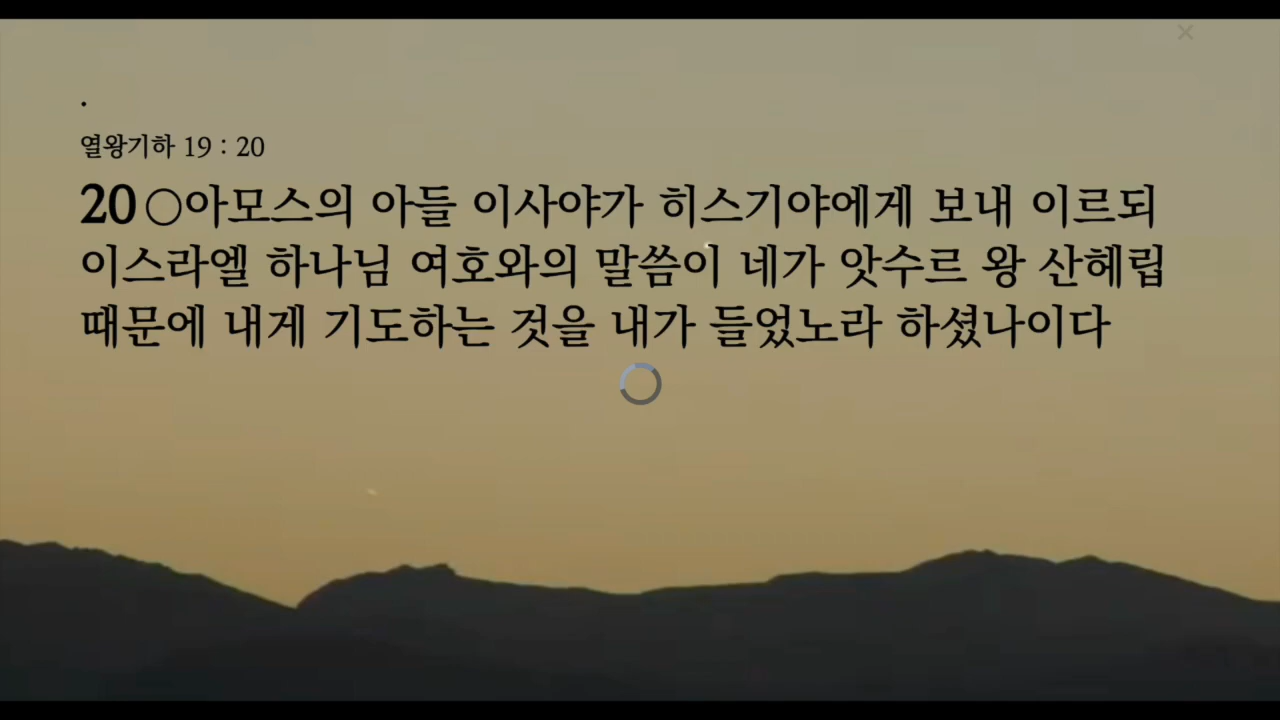 .
열왕기하 19 : 20
20 ○아모스의 아들 이사야가 히스기야에게 보내 이르되
이스라엘 하나님 여호와의 말씀이 네가 앗수르 왕 산헤립
때문에 내게 기도하는 것을 내가 들었노라 하셨나이다